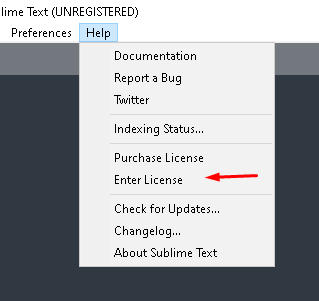 lime Text (UNREGISTERED)
Preferences Help
Documentation
Report a Bug
Twitter
Indexing Status...
Purchase License
Enter License
Check for Updates...
Changelog...
About Sublime Text